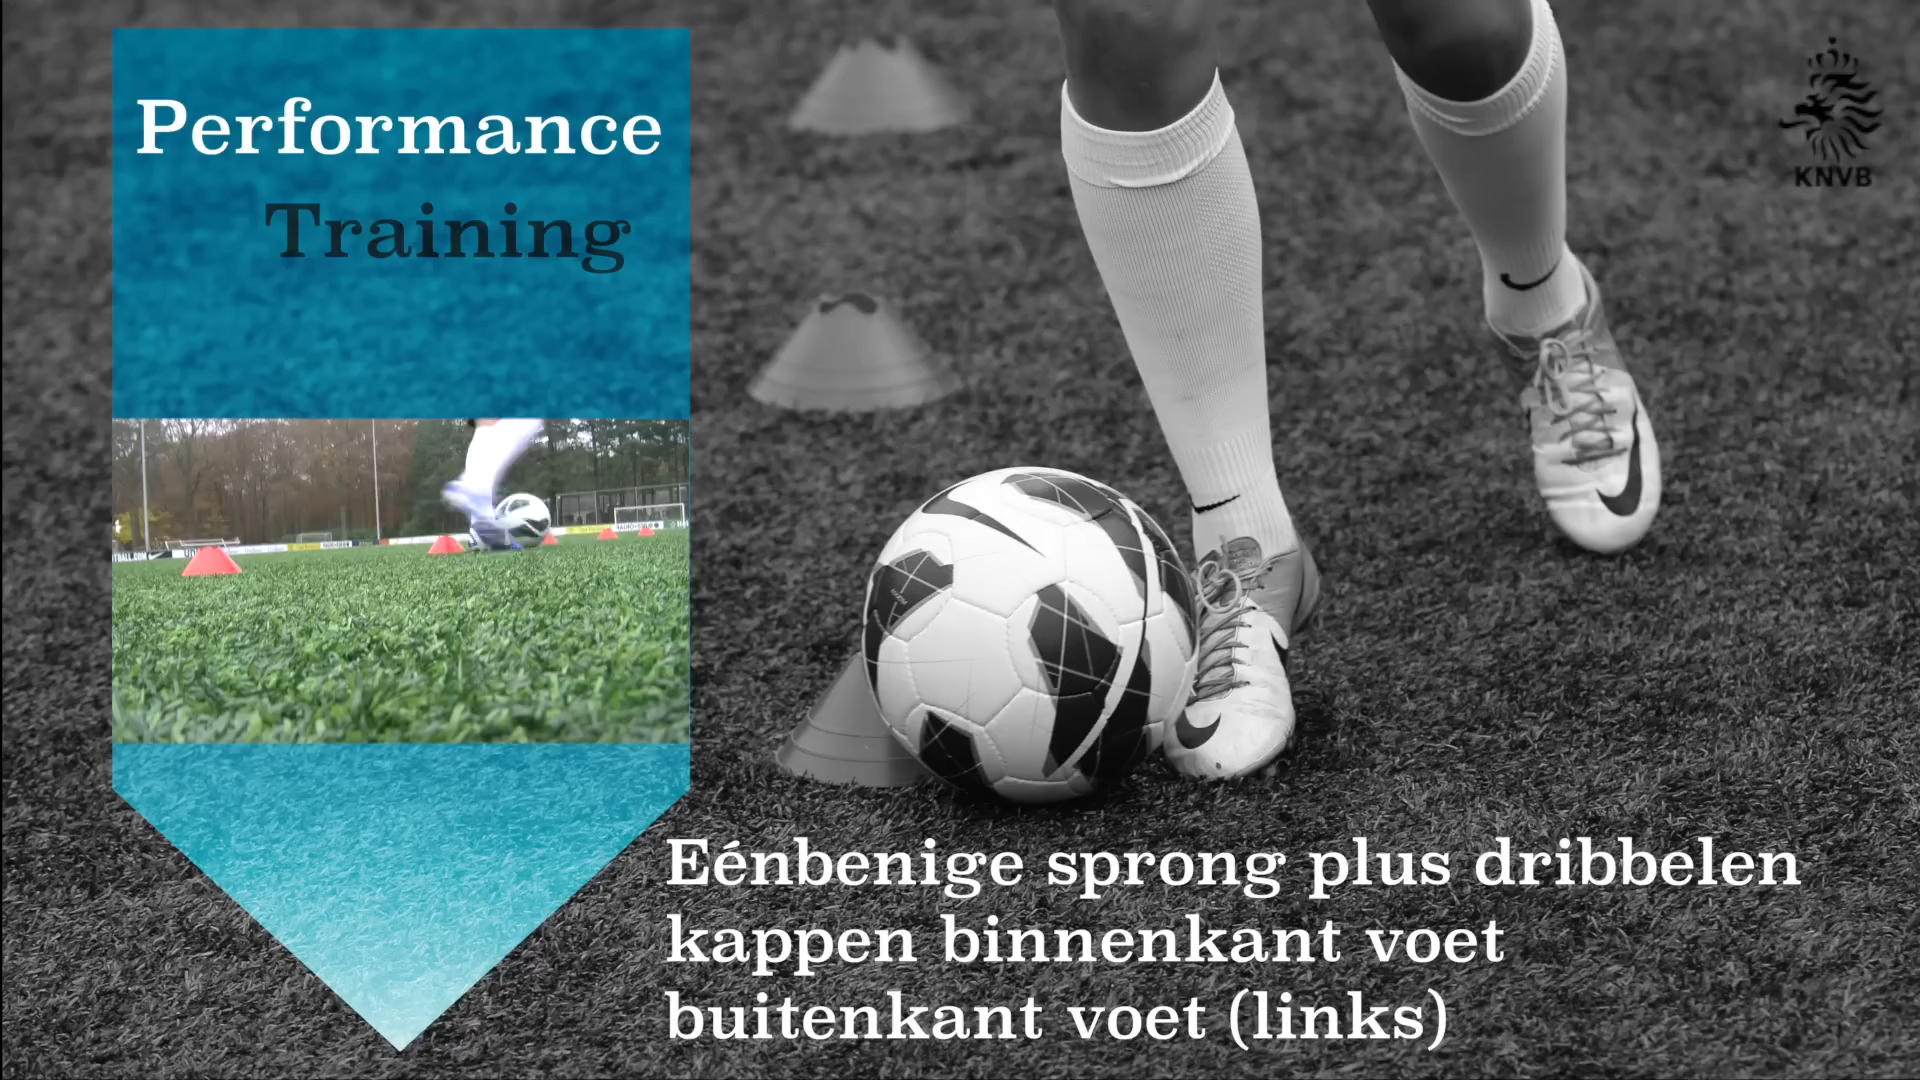 Performance
Training
KNVB
Eénbenige sprong plus dribbelen
kappen binnenkant voet
buitenkant voet (links)